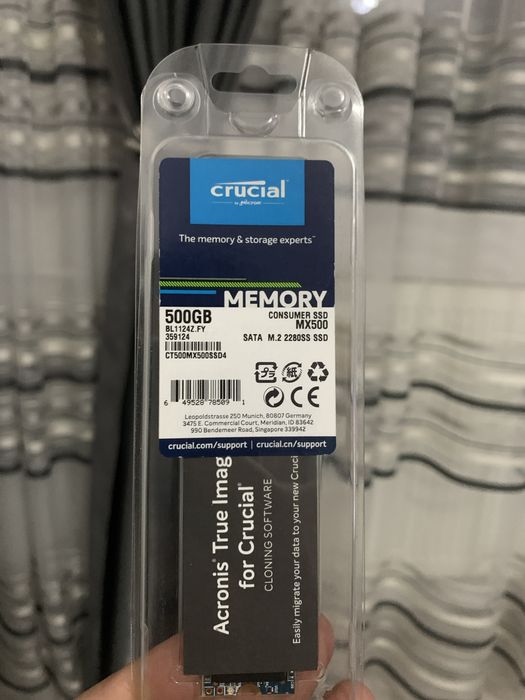 crucial
by micron
The memory & storage experts™
MEMORY
500GB
CONSUMER SSD
BL1124Z.FY
MX500
359124
SATA M.2 2280SS SSD
CT500MX500SSD4
6 49528 78509 1
Leopoldstrasse 250 Munich, 80807 Germany
3475 E. Commercial Court, Meridian, ID 83642
990 Bendemeer Road, Singapore 339942
crucial.com/support | crucial.cn/support
Acronis® True Imag
for Crucial®
CLONING SOFTWARE
Easily migrate your data to your new Cruci